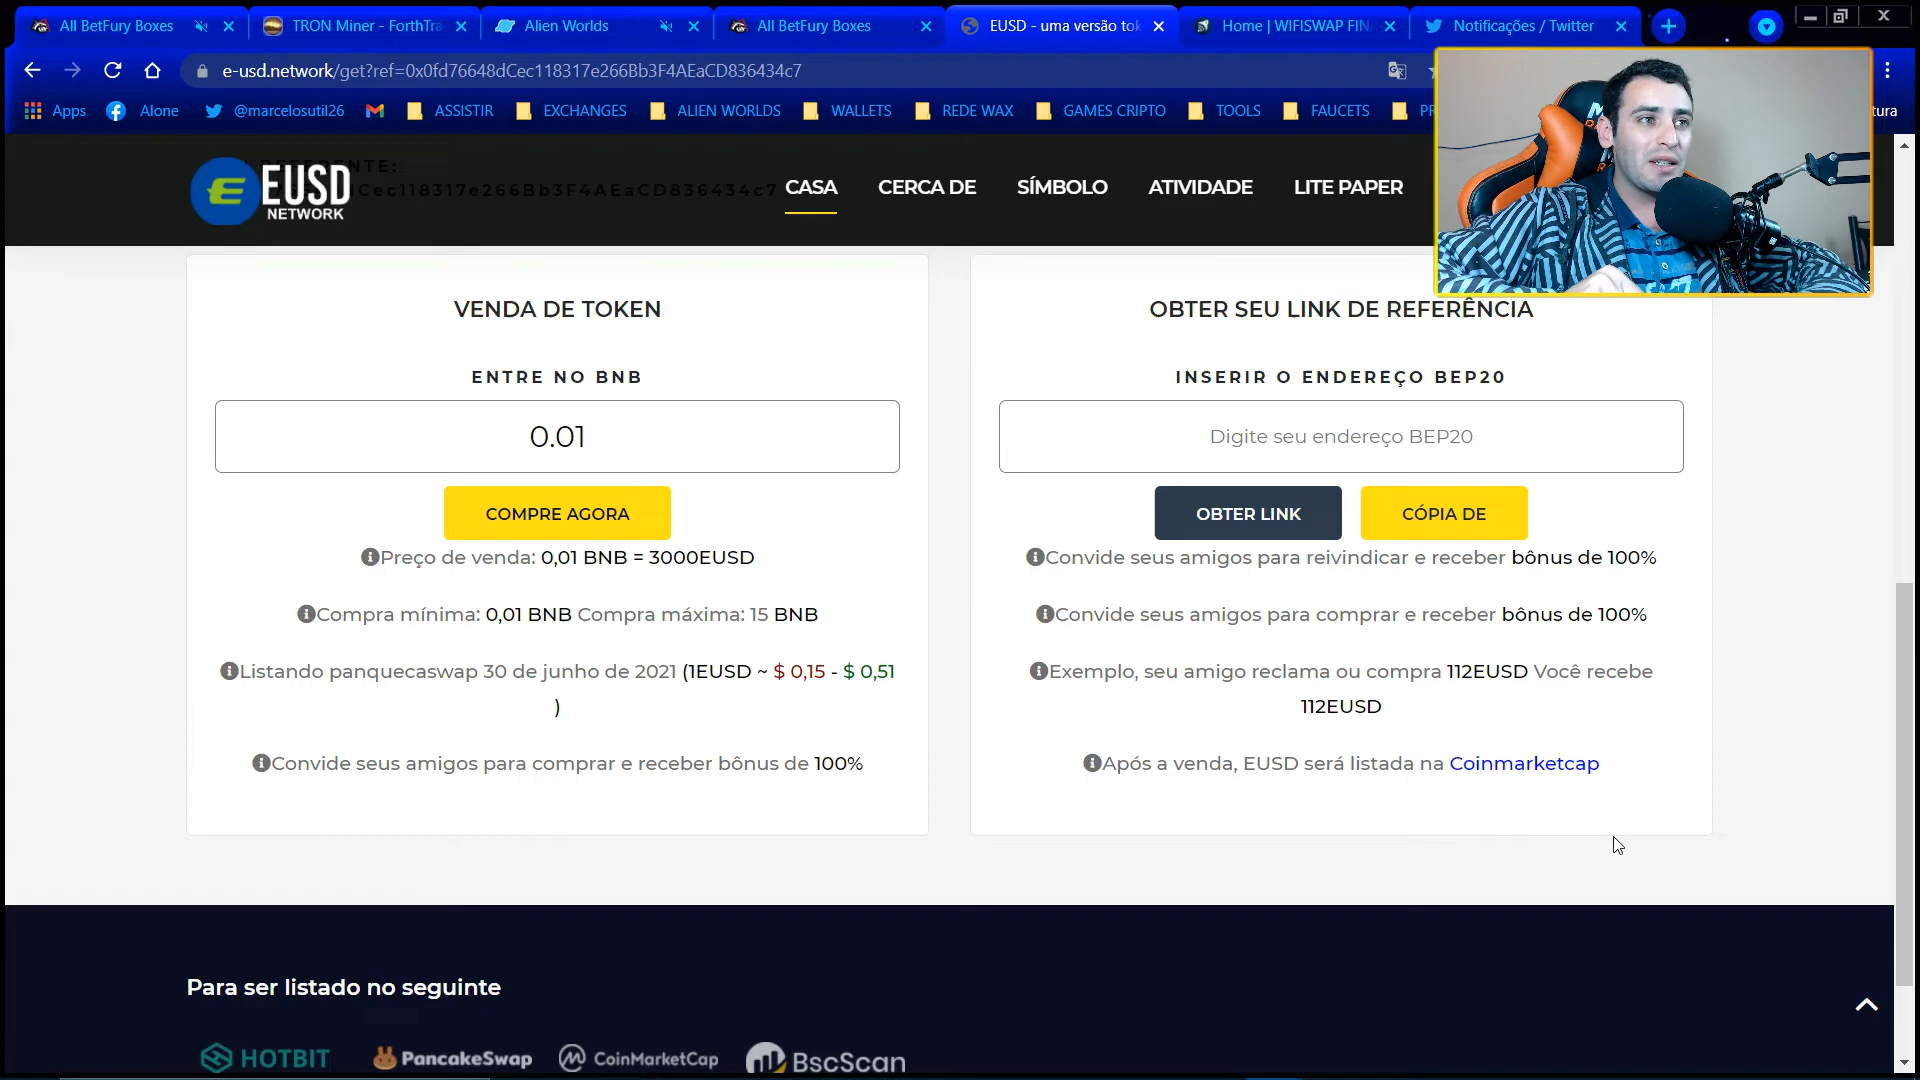 All BetFury Boxes
TRON Miner - ForthTra
Alien Worlds
All BetFury Boxes
EUSD - uma versão tok
Home | WIFISWAP FIN
Notificações / Twitter
e-usd.network/get?ref=0x0fd76648dCec118317e266Bb3F4AEaCD836434c7
Apps
Alone
@marcelosutil26
ASSISTIR
EXCHANGES
ALIEN WORLDS
WALLETS
REDE WAX
GAMES CRIPTO
TOOLS
FAUCETS
PR
tura
EUSD
NETWORK
Cec118317e266Bb3F4AEaCD836434c7
CASA
CERCA DE
SÍMBOLO
ATIVIDADE
LITE PAPER
VENDA DE TOKEN
ENTRE NO BNB
0.01
COMPRE AGORA
Preço de venda: 0,01 BNB = 3000EUSD
Compra mínima: 0,01 BNB Compra máxima: 15 BNB
Listando panquecaswap 30 de junho de 2021 (1EUSD ~ $ 0,15 - $ 0,51
)
Convide seus amigos para comprar e receber bônus de 100%
OBTER SEU LINK DE REFERÊNCIA
INSERIR O ENDEREÇO BEP20
Digite seu endereço BEP20
OBTER LINK
CÓPIA DE
Convide seus amigos para reivindicar e receber bônus de 100%
Convide seus amigos para comprar e receber bônus de 100%
Exemplo, seu amigo reclama ou compra 112EUSD Você recebe
112EUSD
Após a venda, EUSD será listada na Coinmarketcap
Para ser listado no seguinte
HOTBIT
PancakeSwap
CoinMarketCap
BscScan